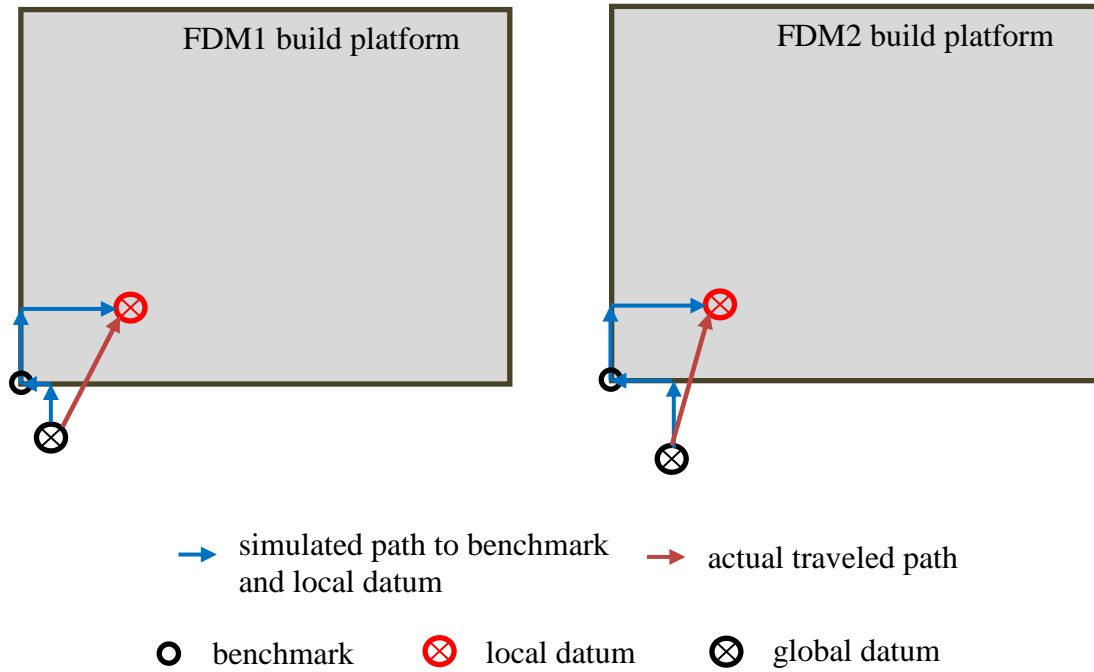 FDM1 build platform
FDM2 build platform
simulated path to benchmark
and local datum
actual traveled path
benchmark
local datum
global datum